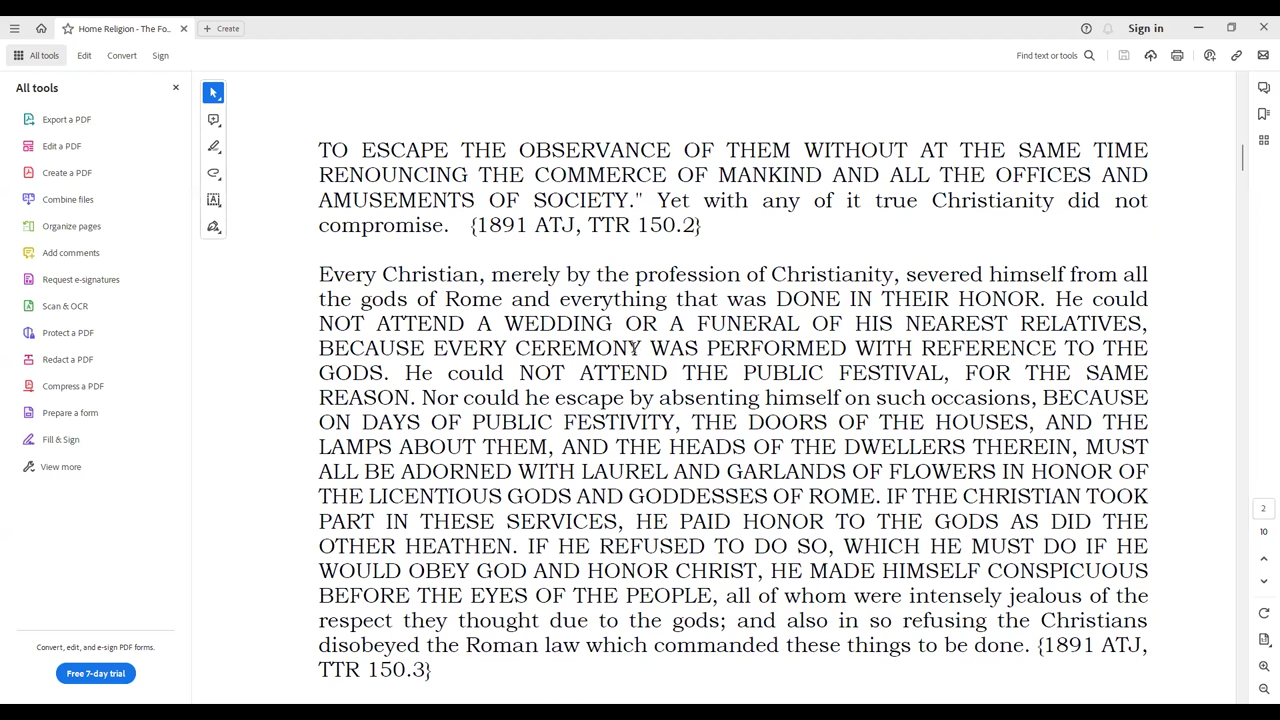 Home Religion - The Fo...
Create
Sign in
All tools
Edit
Convert
Sign
Find text or tools
All tools
Export a PDF
Edit a PDF
Create a PDF
Combine files
Organize pages
Add comments
Request e-signatures
Scan & OCR
Protect a PDF
Redact a PDF
Compress a PDF
Prepare a form
Fill & Sign
View more
Convert, edit, and e-sign PDF forms.
Free 7-day trial
TO ESCAPE THE OBSERVANCE OF THEM WITHOUT AT THE SAME TIME
RENOUNCING THE COMMERCE OF MANKIND AND ALL THE OFFICES AND
AMUSEMENTS OF SOCIETY." Yet with any of it true Christianity did not
compromise. {1891 ATJ, TTR 150.2}
Every Christian, merely by the profession of Christianity, severed himself from all
the gods of Rome and everything that was DONE IN THEIR HONOR. He could
NOT ATTEND A WEDDING OR A FUNERAL OF HIS NEAREST RELATIVES,
BECAUSE EVERY CEREMONY WAS PERFORMED WITH REFERENCE TO THE
GODS. He could NOT ATTEND THE PUBLIC FESTIVAL, FOR THE SAME
REASON. Nor could he escape by absenting himself on such occasions, BECAUSE
ON DAYS OF PUBLIC FESTIVITY, THE DOORS OF THE HOUSES, AND THE
LAMPS ABOUT THEM, AND THE HEADS OF THE DWELLERS THEREIN, MUST
ALL BE ADORNED WITH LAUREL AND GARLANDS OF FLOWERS IN HONOR OF
THE LICENTIOUS GODS AND GODDESSES OF ROME. IF THE CHRISTIAN TOOK
PART IN THESE SERVICES, HE PAID HONOR TO THE GODS AS DID THE
OTHER HEATHEN. IF HE REFUSED TO DO SO, WHICH HE MUST DO IF HE
WOULD OBEY GOD AND HONOR CHRIST, HE MADE HIMSELF CONSPICUOUS
BEFORE THE EYES OF THE PEOPLE, all of whom were intensely jealous of the
respect they thought due to the gods; and also in so refusing the Christians
disobeyed the Roman law which commanded these things to be done. {1891 ATJ,
TTR 150.3}
2
10